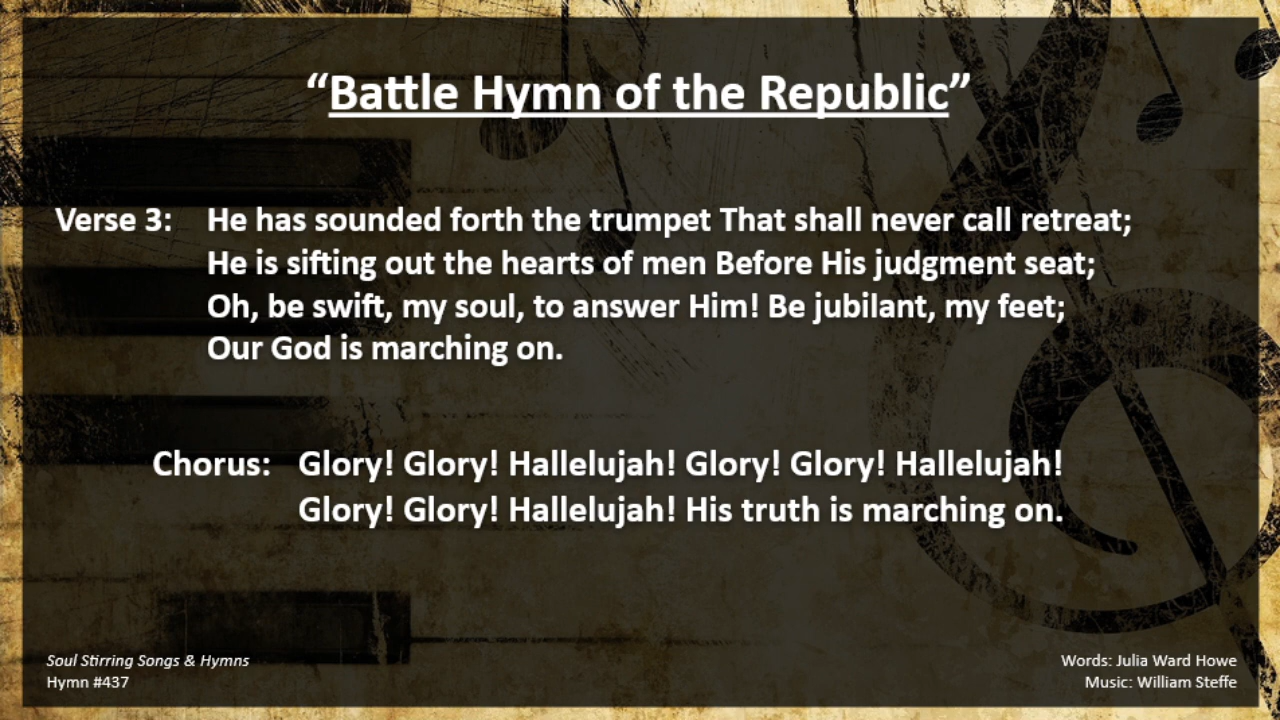 “Battle Hymn of the Republic”
Verse 3: He has sounded forth the trumpet That shall never call retreat;
He is sifting out the hearts of men Before His judgment seat;
Oh, be swift, my soul, to answer Him! Be jubilant, my feet;
Our God is marching on.
Chorus: Glory! Glory! Hallelujah! Glory! Glory! Hallelujah!
Glory! Glory! Hallelujah! His truth is marching on.
Soul Stirring Songs & Hymns
Hymn #437
Words: Julia Ward Howe
Music: William Steffe